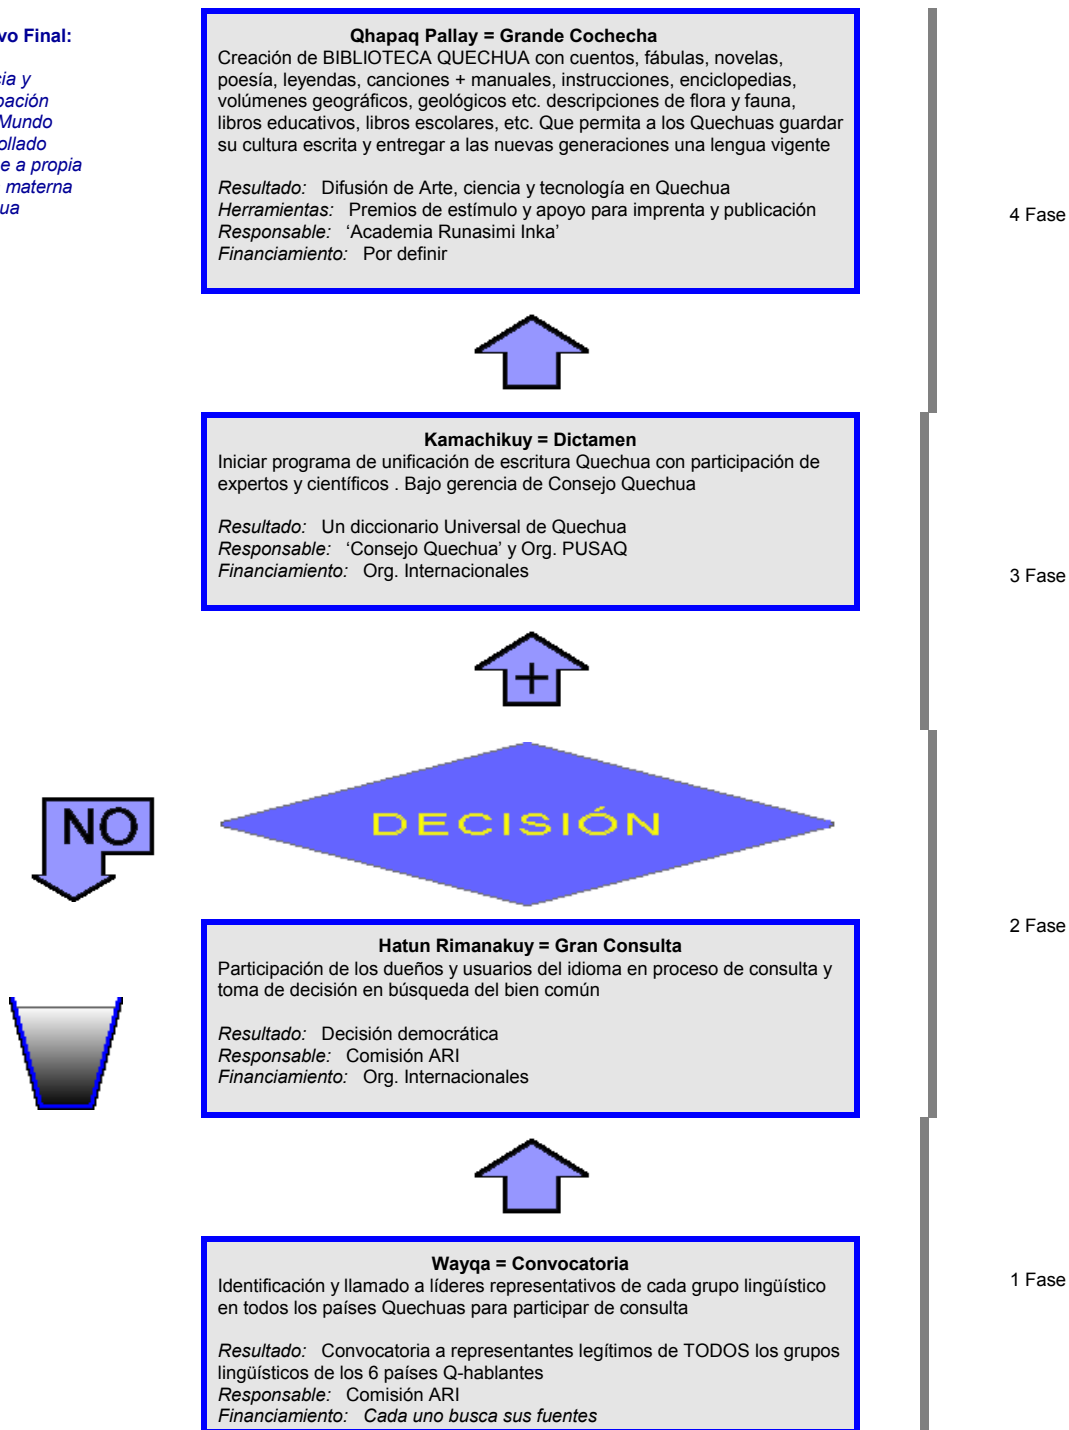 vo Final:
cia y
pación
Mundo
ollado
e a propia
materna
ua
Qhapaq Pallay = Grande Cochecha
Creación de BIBLIOTECA QUECHUA con cuentos, fábulas, novelas,
poesía, leyendas, canciones + manuales, instrucciones, enciclopedias,
volúmenes geográficos, geológicos etc. descripciones de flora y fauna,
libros educativos, libros escolares, etc. Que permita a los Quechuas guardar
su cultura escrita y entregar a las nuevas generaciones una lengua vigente
Resultado: Difusión de Arte, ciencia y tecnología en Quechua
Herramientas: Premios de estímulo y apoyo para imprenta y publicación
Responsable: ‘Academia Runasimi Inka’
Financiamiento: Por definir
4 Fase
Kamachikuy = Dictamen
Iniciar programa de unificación de escritura Quechua con participación de
expertos y científicos . Bajo gerencia de Consejo Quechua
Resultado: Un diccionario Universal de Quechua
Responsable: ‘Consejo Quechua’ y Org. PUSAQ
Financiamiento: Org. Internacionales
3 Fase
+
NO
DECISIÓN
Hatun Rimanakuy = Gran Consulta
Participación de los dueños y usuarios del idioma en proceso de consulta y
toma de decisión en búsqueda del bien común
Resultado: Decisión democrática
Responsable: Comisión ARI
Financiamiento: Org. Internacionales
2 Fase
Wayqa = Convocatoria
Identificación y llamado a líderes representativos de cada grupo lingüístico
en todos los países Quechuas para participar de consulta
Resultado: Convocatoria a representantes legítimos de TODOS los grupos
lingüísticos de los 6 países Q-hablantes
Responsable: Comisión ARI
Financiamiento: Cada uno busca sus fuentes
1 Fase